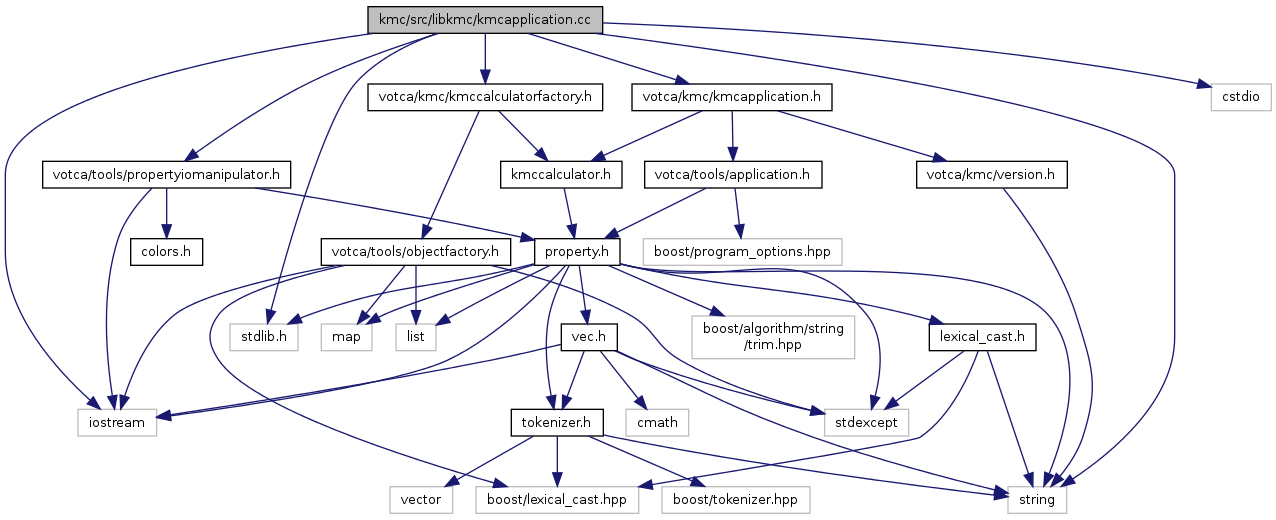 kmc/src/libkmc/kmcapplication.cc
votca/kmc/kmccalculatorfactory.h
votca/kmc/kmcapplication.h
cstdio
votca/tools/propertyiomanipulator.h
kmccalculator.h
votca/tools/application.h
votca/kmc/version.h
colors.h
votca/tools/objectfactory.h
property.h
boost/program_options.hpp
stdlib.h
map
list
vec.h
boost/algorithm/string
/trim.hpp
lexical_cast.h
iostream
tokenizer.h
cmath
stdexcept
vector
boost/lexical_cast.hpp
boost/tokenizer.hpp
string